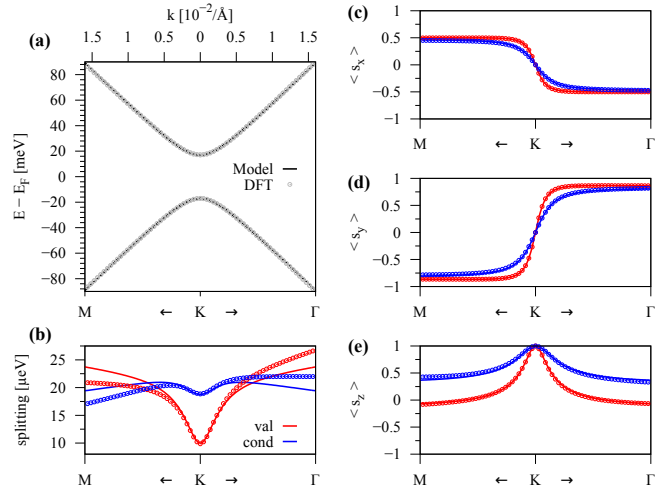 k [10⁻²/Å]
1.5 1 0.5 0 0.5 1 1.5
(a)
E − E_F [meV]
80
60
40
20
0
−20
−40
−60
−80
Model
DFT
M ← K → Γ
(b)
splitting [μeV]
25
20
15
10
val
cond
M ← K → Γ
(c)
< s_x >
1
0.5
0
−0.5
−1
M ← K → Γ
(d)
< s_y >
1
0.5
0
−0.5
−1
M ← K → Γ
(e)
< s_z >
1
0.5
0
−0.5
−1
M ← K → Γ